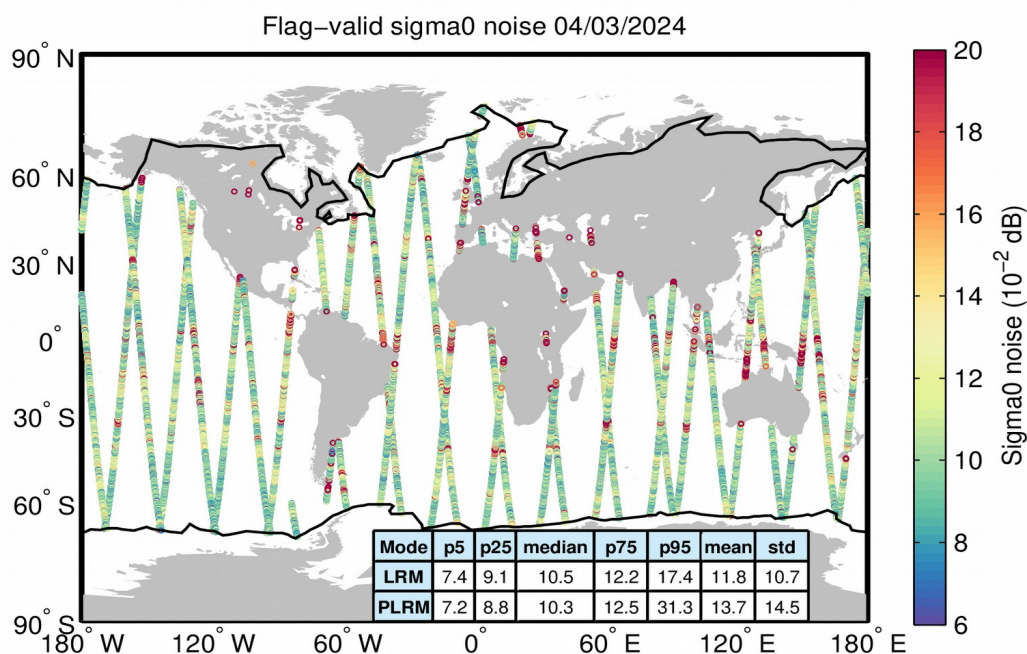 Flag−valid sigma0 noise 04/03/2024
90° N
60° N
30° N
0°
30° S
60° S
90° S
180° W
120° W
60° W
0°
60° E
120° E
180° E
Mode p5 p25 median p75 p95 mean std
LRM 7.4 9.1 10.5 12.2 17.4 11.8 10.7
PLRM 7.2 8.8 10.3 12.5 31.3 13.7 14.5
20
18
16
14
12
10
8
6
Sigma0 noise (10⁻² dB)